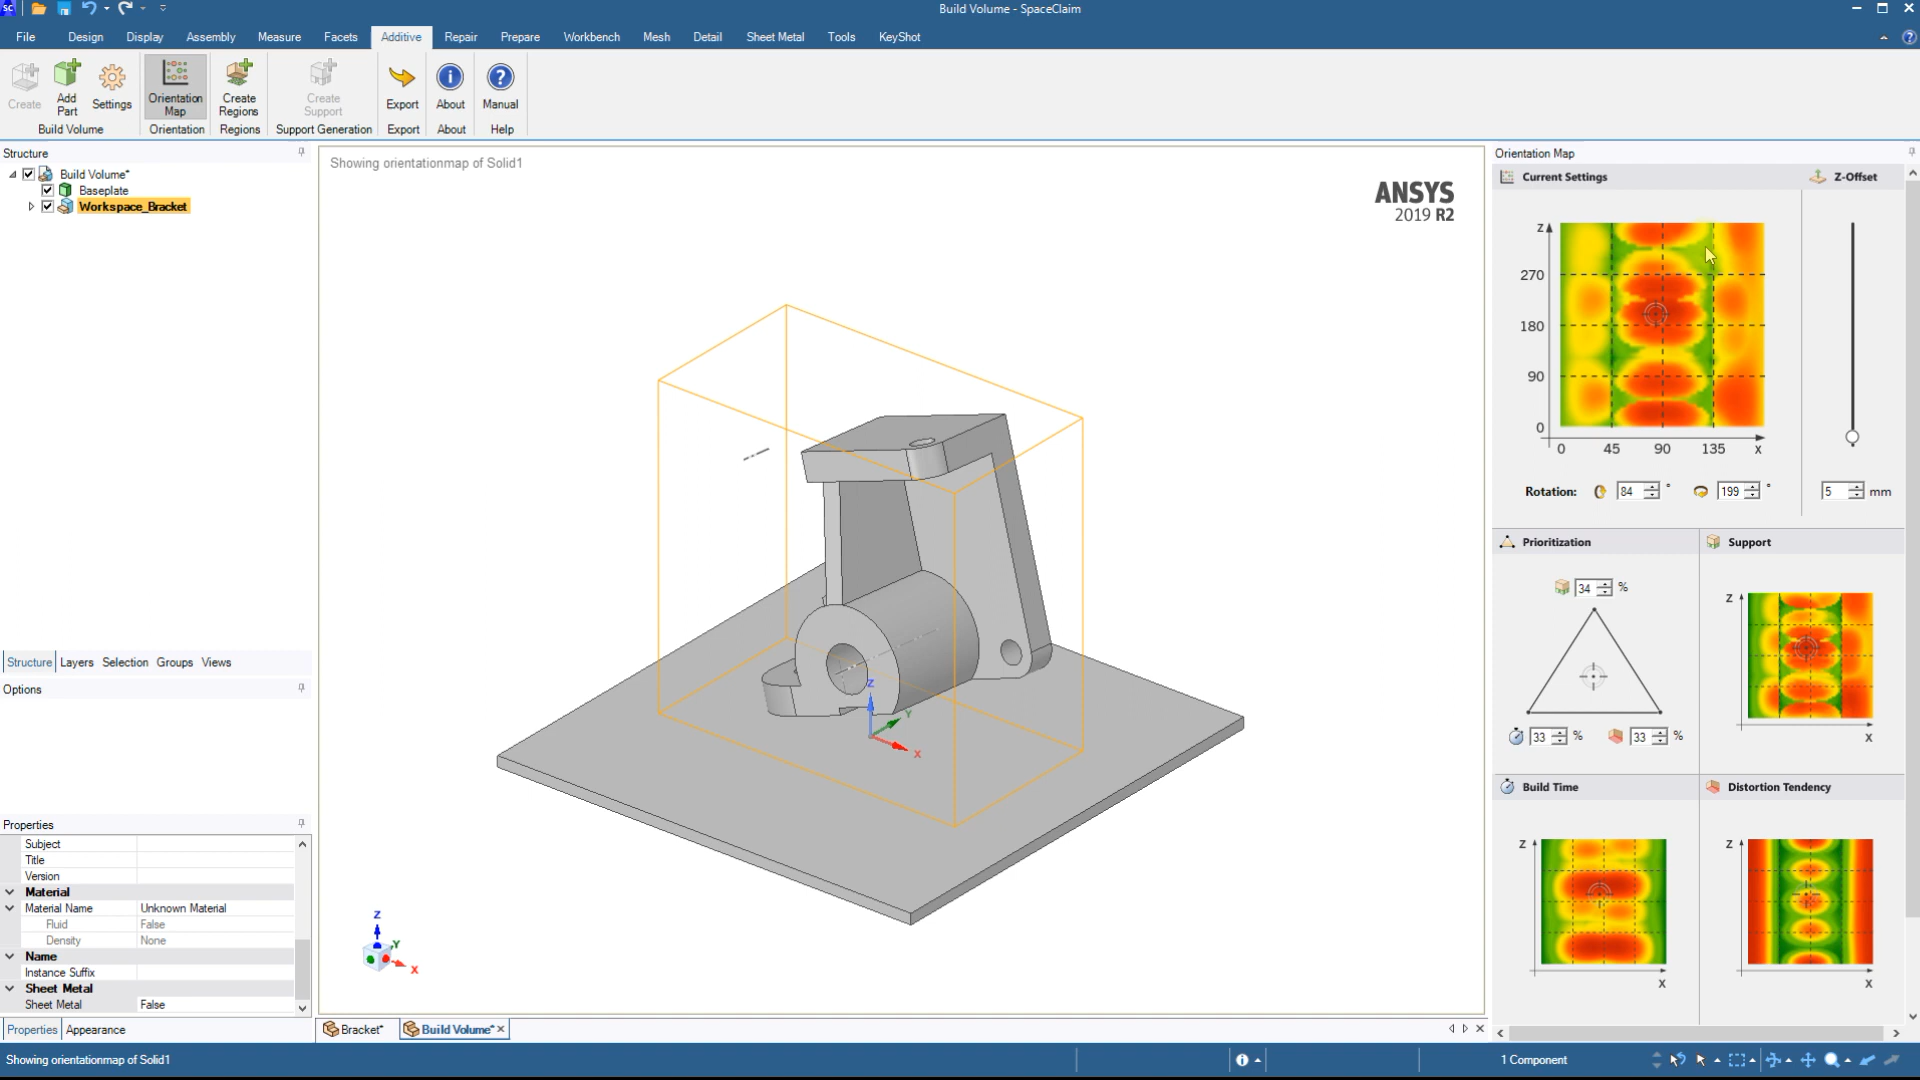 SC
Build Volume - SpaceClaim
File Design Display Assembly Measure Facets Additive Repair Prepare Workbench Mesh Detail Sheet Metal Tools KeyShot
Create
Add Part
Settings
Orientation Map
Create Regions
Create Support
Export
About
Manual
Build Volume Orientation Regions Support Generation Export About Help
Structure
Build Volume*
Baseplate
Workspace_Bracket
Structure Layers Selection Groups Views
Options
Properties
Subject
Title
Version
Material
Material Name Unknown Material
Fluid False
Density None
Name
Instance Suffix
Sheet Metal
Sheet Metal False
Properties Appearance
Showing orientationmap of Solid1
ANSYS
2019 R2
Z
Y
X
Z
Y
X
Bracket*
Build Volume*
Orientation Map
Current Settings
Z-Offset
Z
270
180
90
0
0 45 90 135 X
Rotation: 84 ° 199 °
5 mm
Prioritization
34 %
33 % 33 %
Support
Z
X
Build Time
Z
X
Distortion Tendency
Z
X
Showing orientationmap of Solid1
1 Component